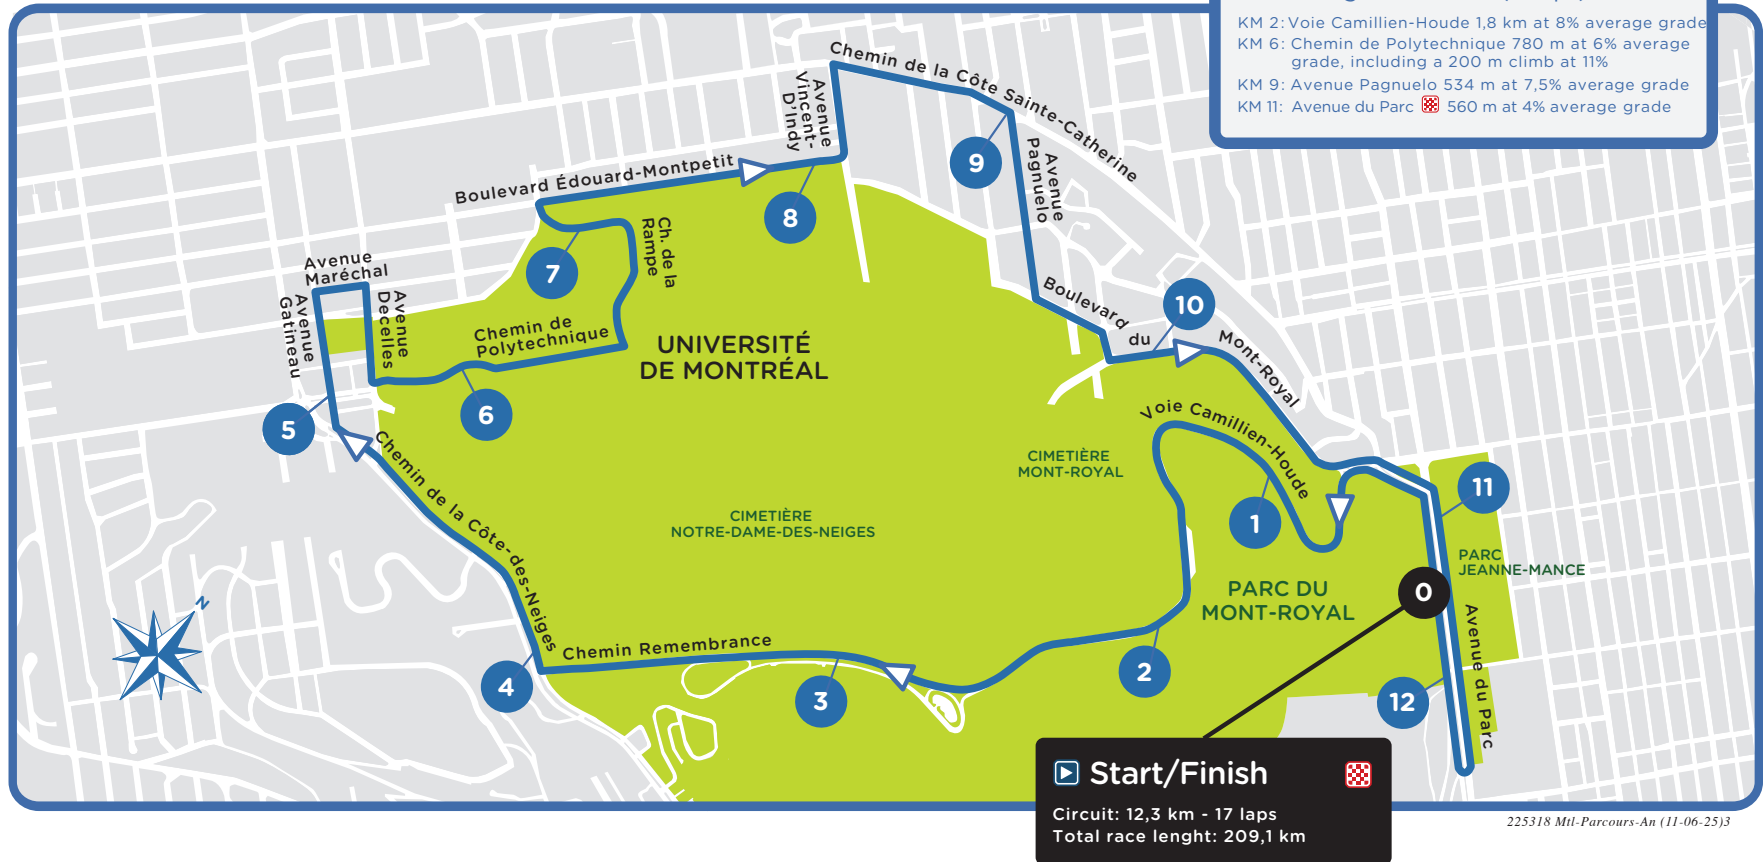 KM 2: Voie Camillien-Houde 1,8 km at 8% average grade
KM 6: Chemin de Polytechnique 780 m at 6% average
grade, including a 200 m climb at 11%
KM 9: Avenue Pagnuelo 534 m at 7,5% average grade
KM 11: Avenue du Parc 560 m at 4% average grade
Chemin de la Côte Sainte-Catherine
Avenue
Vincent-
D'Indy
9
Avenue
Pagnuelo
Boulevard Édouard-Montpetit
8
Ch. de la
Rampe
7
Avenue
Maréchal
Avenue
Gatineau
Avenue
Decelles
Chemin de
Polytechnique
UNIVERSITÉ
DE MONTRÉAL
Boulevard
du
Mont-Royal
10
6
5
Voie Camillien-Houde
CIMETIÈRE
MONT-ROYAL
Chemin de la Côte-des-Neiges
CIMETIÈRE
NOTRE-DAME-DES-NEIGES
1
11
PARC
JEANNE-MANCE
PARC DU
MONT-ROYAL
0
N
Chemin Remembrance
Avenue du Parc
4
3
2
12
Start/Finish
Circuit: 12,3 km - 17 laps
Total race lenght: 209,1 km
225318 Mtl-Parcours-An (11-06-25)3